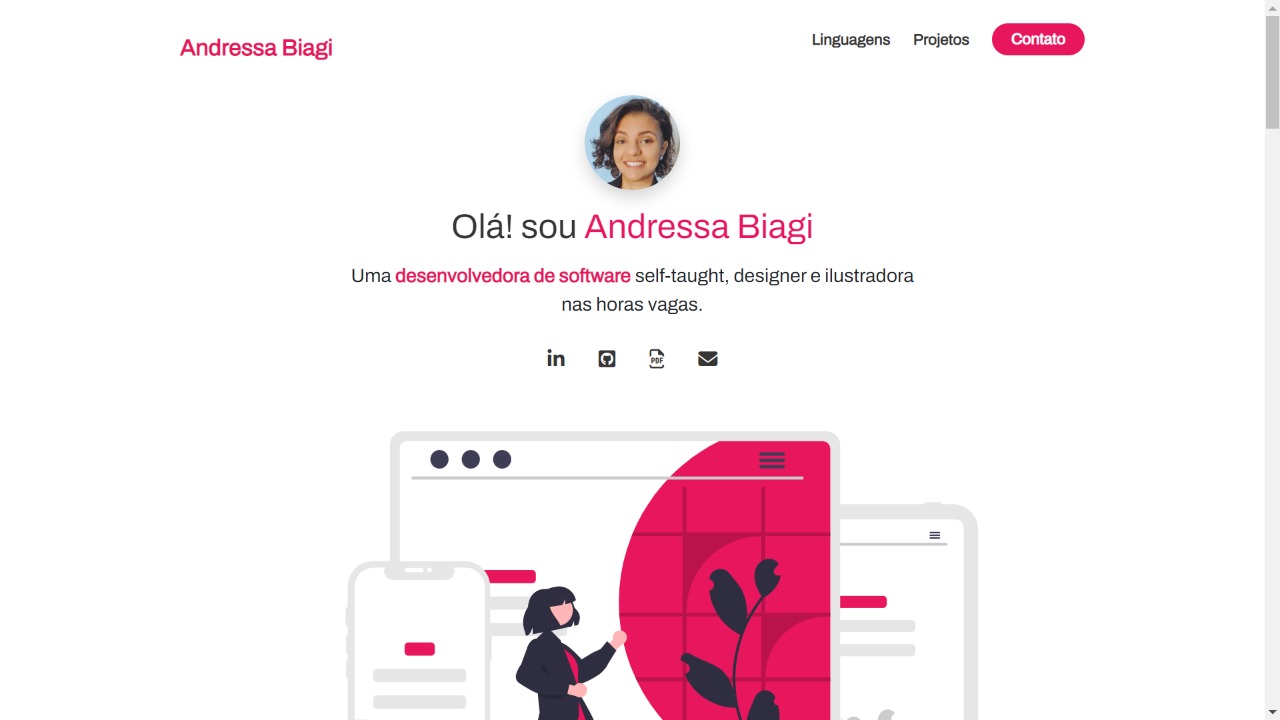 Andressa Biagi
Linguagens
Projetos
Contato
Olá! sou Andressa Biagi
Uma desenvolvedora de software self-taught, designer e ilustradora
nas horas vagas.
in
PDF